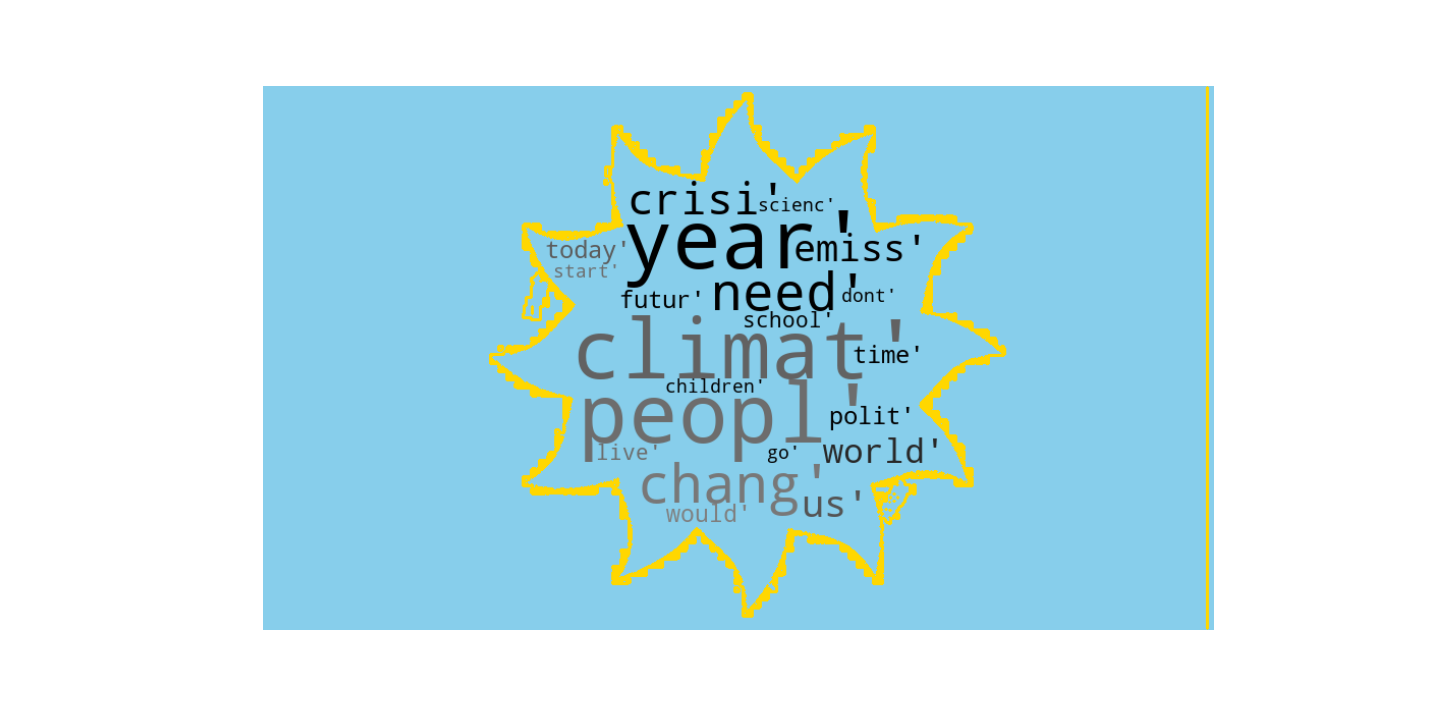 crisi'
scienc'
year'
emiss'
today'
start'
need'
dont'
futur'
school'
climat'
time'
children'
peopl'
polit'
live'
go'
world'
chang'
us'
would'